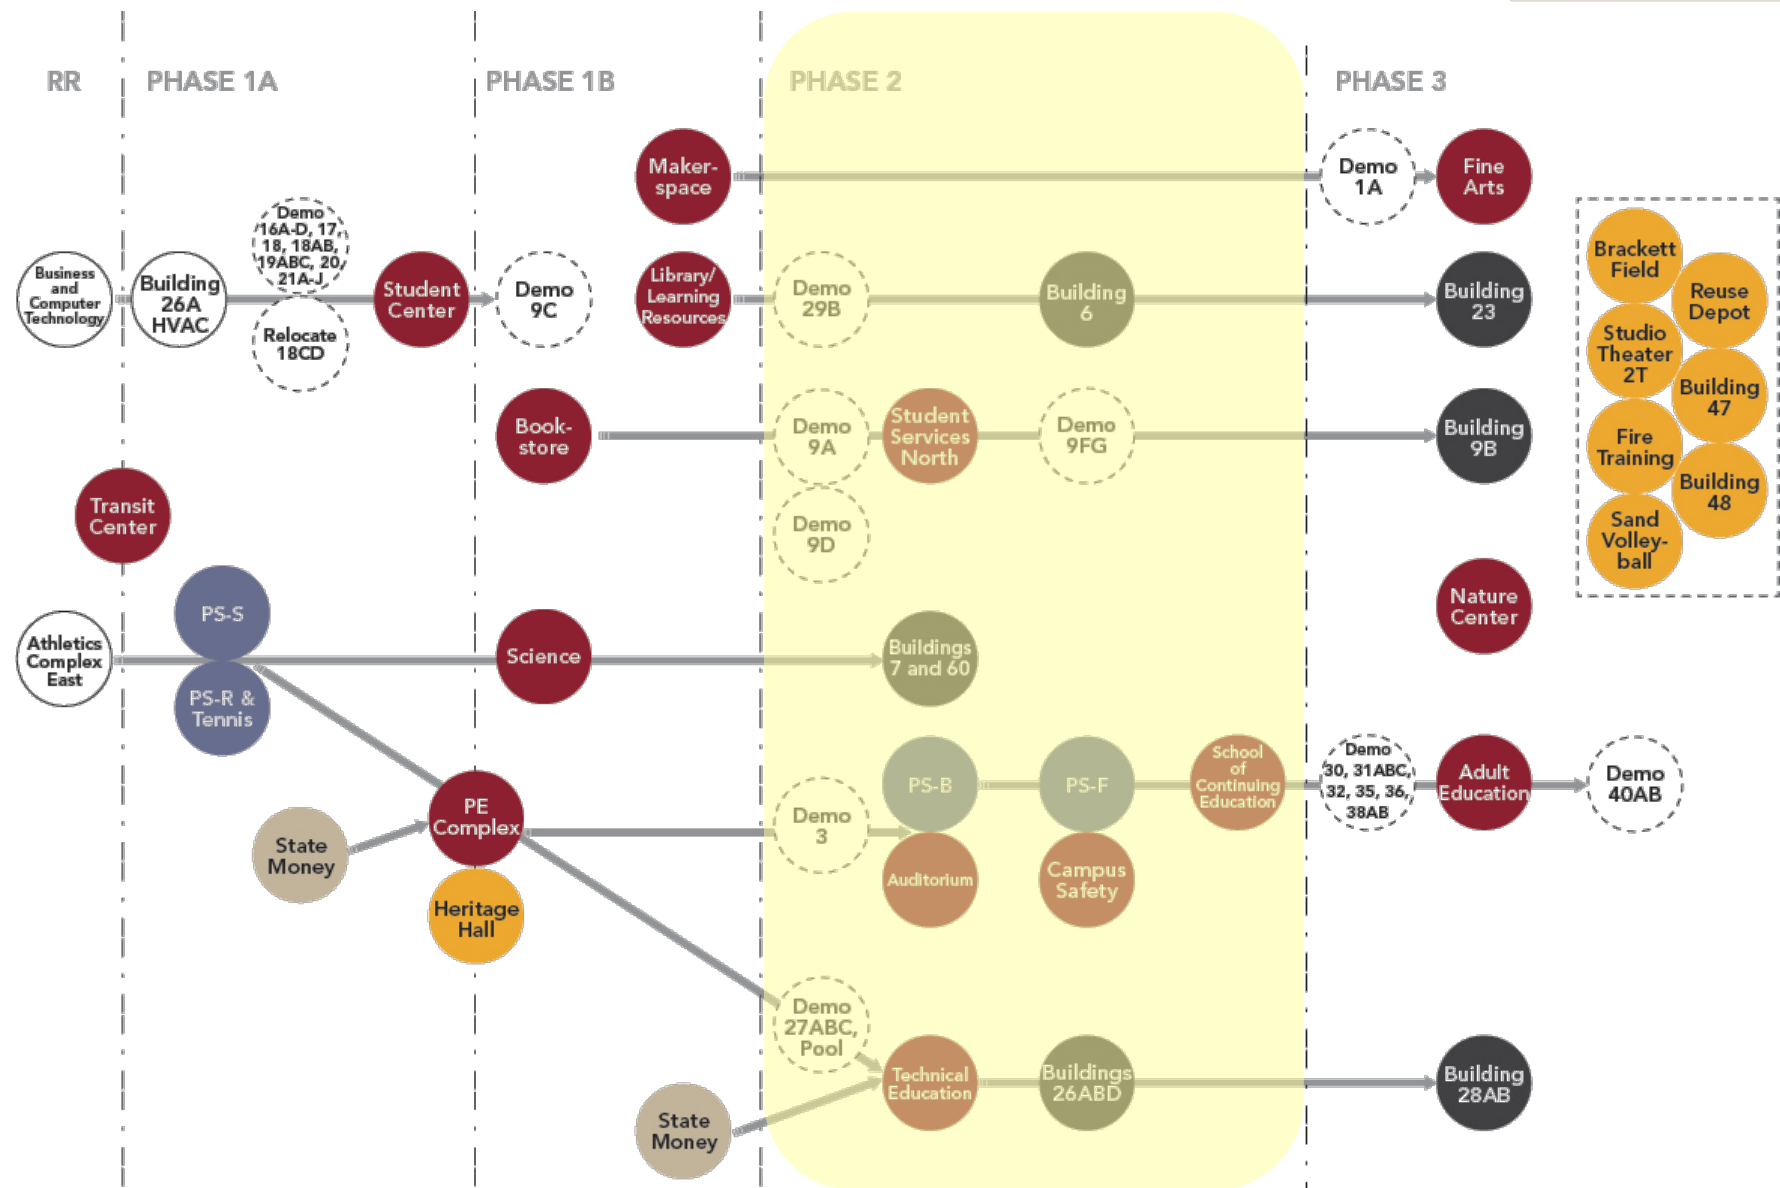 RR
PHASE 1A
PHASE 1B
PHASE 2
PHASE 3
Maker-
space
Demo
1A
Fine
Arts
Business
and
Computer
Technology
Building
26A
HVAC
Demo
16A-D, 17,
18, 18AB,
19ABC, 20,
21A-J
Relocate
18CD
Student
Center
Demo
9C
Library/
Learning
Resources
Demo
29B
Building
6
Building
23
Book-
store
Demo
9A
Student
Services
North
Demo
9FG
Building
9B
Demo
9D
Brackett
Field
Reuse
Depot
Studio
Theater
2T
Building
47
Fire
Training
Building
48
Sand
Volley-
ball
Transit
Center
Athletics
Complex
East
PS-S
PS-R &
Tennis
Science
Buildings
7 and 60
Nature
Center
State
Money
PE
Complex
Heritage
Hall
Demo
3
PS-B
Auditorium
PS-F
Campus
Safety
School
of
Continuing
Education
Demo
30, 31ABC,
32, 35, 36,
38AB
Adult
Education
Demo
40AB
Demo
27ABC,
Pool
State
Money
Technical
Education
Buildings
26ABD
Building
28AB